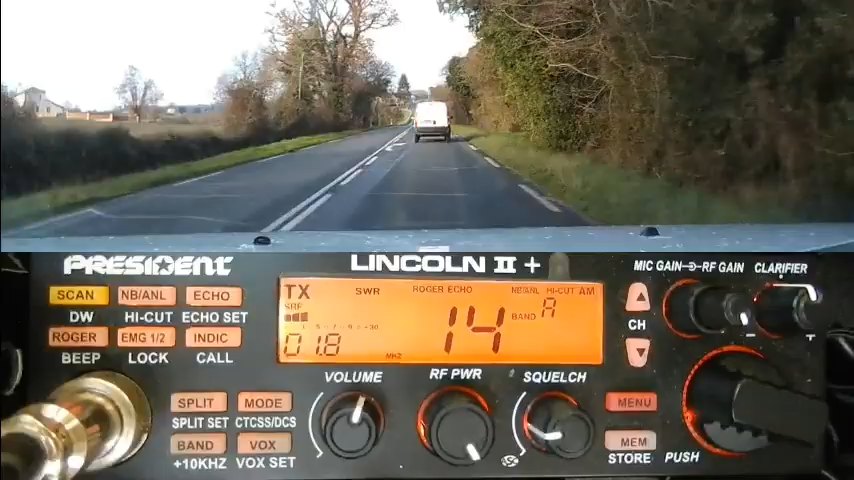 PRESIDENT
LINCOLN II +
MIC GAIN RF GAIN CLARIFIER
SCAN NB/ANL ECHO
DW HI-CUT ECHO SET
ROGER EMG 1/2 INDIC
BEEP LOCK CALL
TX SWR ROGER ECHO NB/ANL HI-CUT AM
SRF
01.8 MHZ 14 BAND A
CH
VOLUME RF PWR SQUELCH
SPLIT MODE
SPLIT SET CTCSS/DCS
BAND VOX
+10KHZ VOX SET
MENU
MEM
STORE PUSH